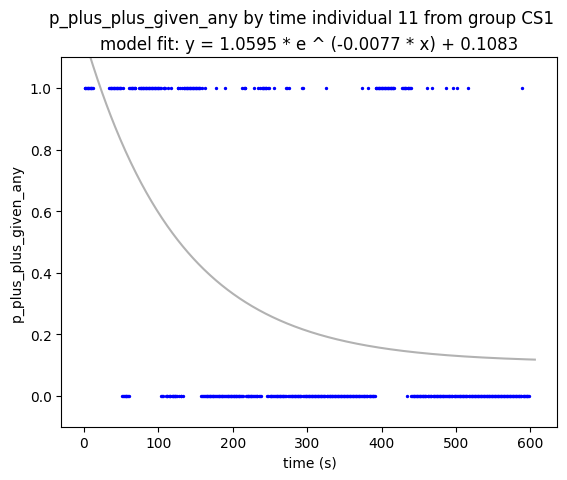 p_plus_plus_given_any by time individual 11 from group CS1
model fit: y = 1.0595 * e ^ (-0.0077 * x) + 0.1083
p_plus_plus_given_any
1.0
0.8
0.6
0.4
0.2
0.0
0 100 200 300 400 500 600
time (s)